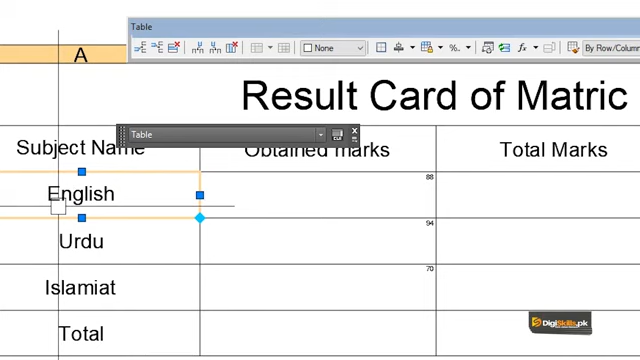 Table
None
%..
By Row/Column
A
Result Card of Matric
Table
Subject Name
Obtained marks
Total Marks
English
88
Urdu
94
Islamiat
70
Total
DigiSkills.pk